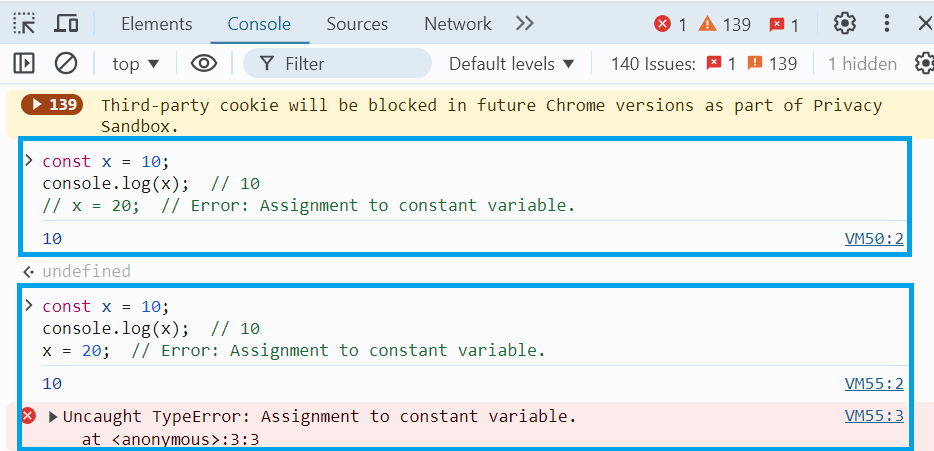 Elements Console Sources Network 1 139 1
top Filter Default levels 140 Issues: 1 139 1 hidden
139 Third-party cookie will be blocked in future Chrome versions as part of Privacy
Sandbox.
const x = 10;
console.log(x);  // 10
// x = 20;  // Error: Assignment to constant variable.
10 VM50:2
undefined
const x = 10;
console.log(x);  // 10
x = 20;  // Error: Assignment to constant variable.
10 VM55:2
Uncaught TypeError: Assignment to constant variable. VM55:3
at <anonymous>:3:3